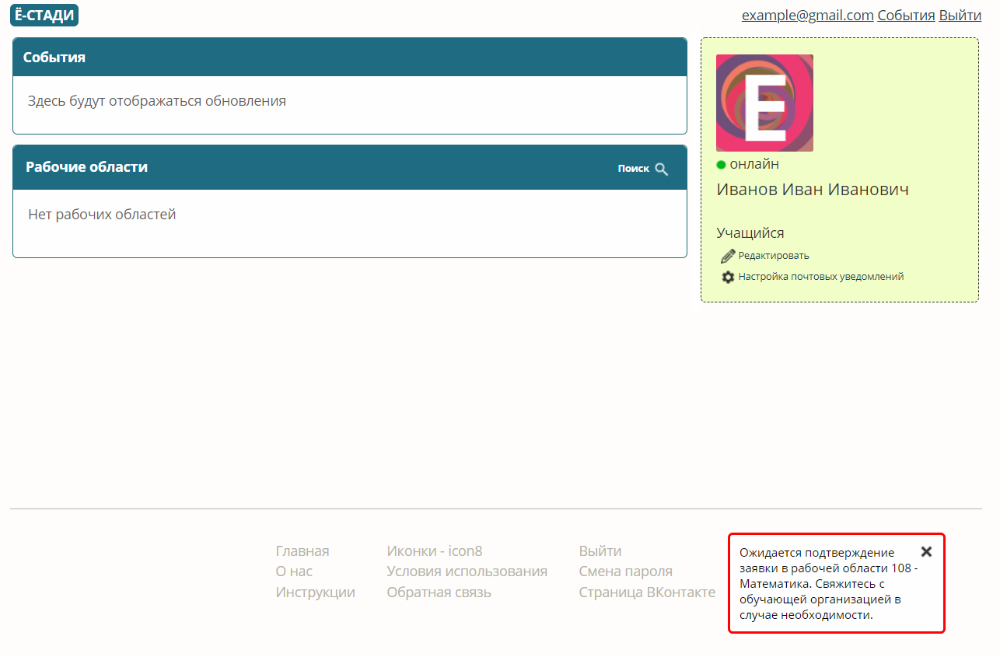 Ё-СТАДИ
example@gmail.com События Выйти
События
Здесь будут отображаться обновления
Рабочие области
Поиск
Нет рабочих областей
Ё
онлайн
Иванов Иван Иванович
Учащийся
Редактировать
Настройка почтовых уведомлений
Главная
О нас
Инструкции
Иконки - icon8
Условия использования
Обратная связь
Выйти
Смена пароля
Страница ВКонтакте
Ожидается подтверждение
заявки в рабочей области 108 -
Математика. Свяжитесь с
обучающей организацией в
случае необходимости.